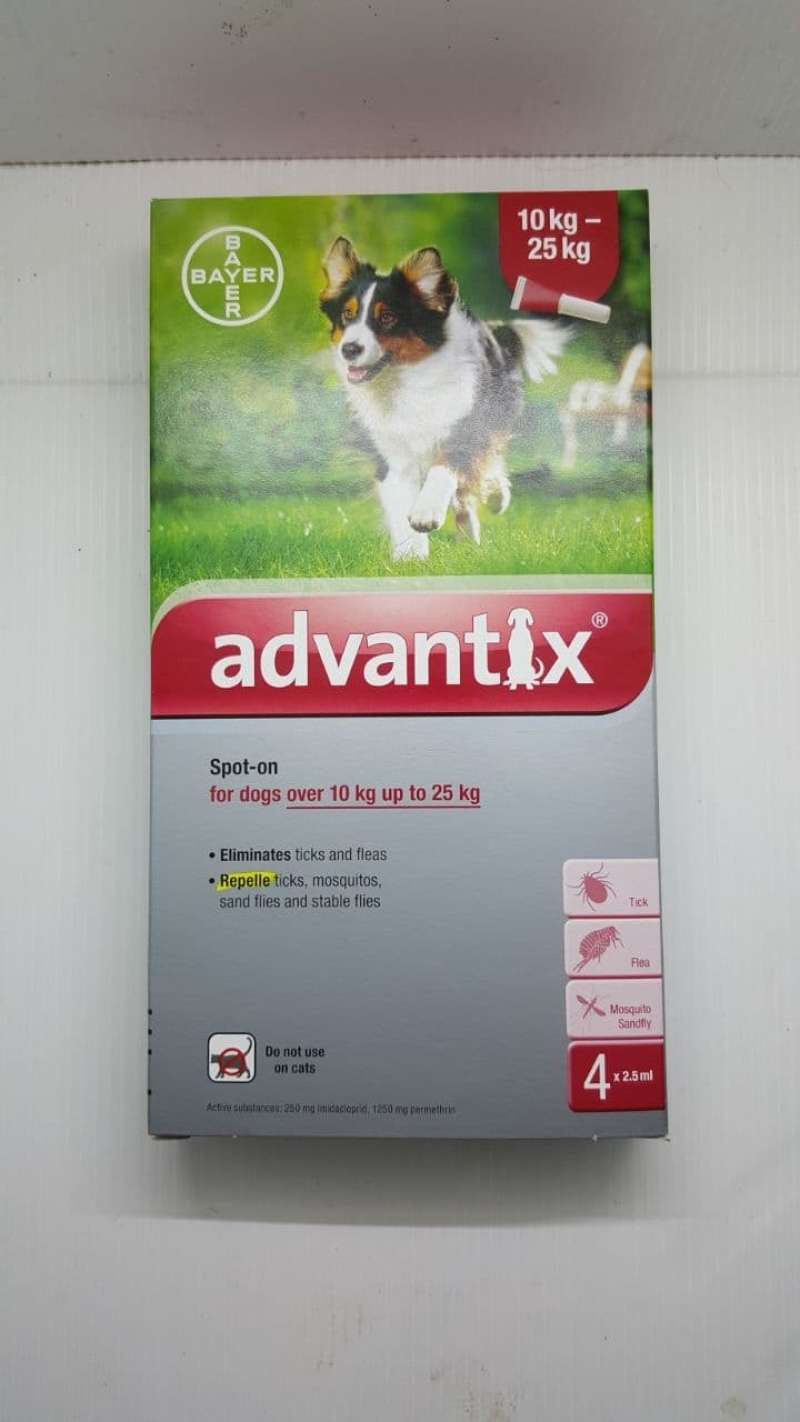 BAYER
BAYER
10 kg –
25 kg
advantix®
Spot-on
for dogs over 10 kg up to 25 kg
• Eliminates ticks and fleas
• Repelle ticks, mosquitos,
sand flies and stable flies
Tick
Flea
Mosquito
Sandfly
4 x 2.5 ml
Do not use
on cats
Active substances: 250 mg imidacloprid, 1250 mg permethrin